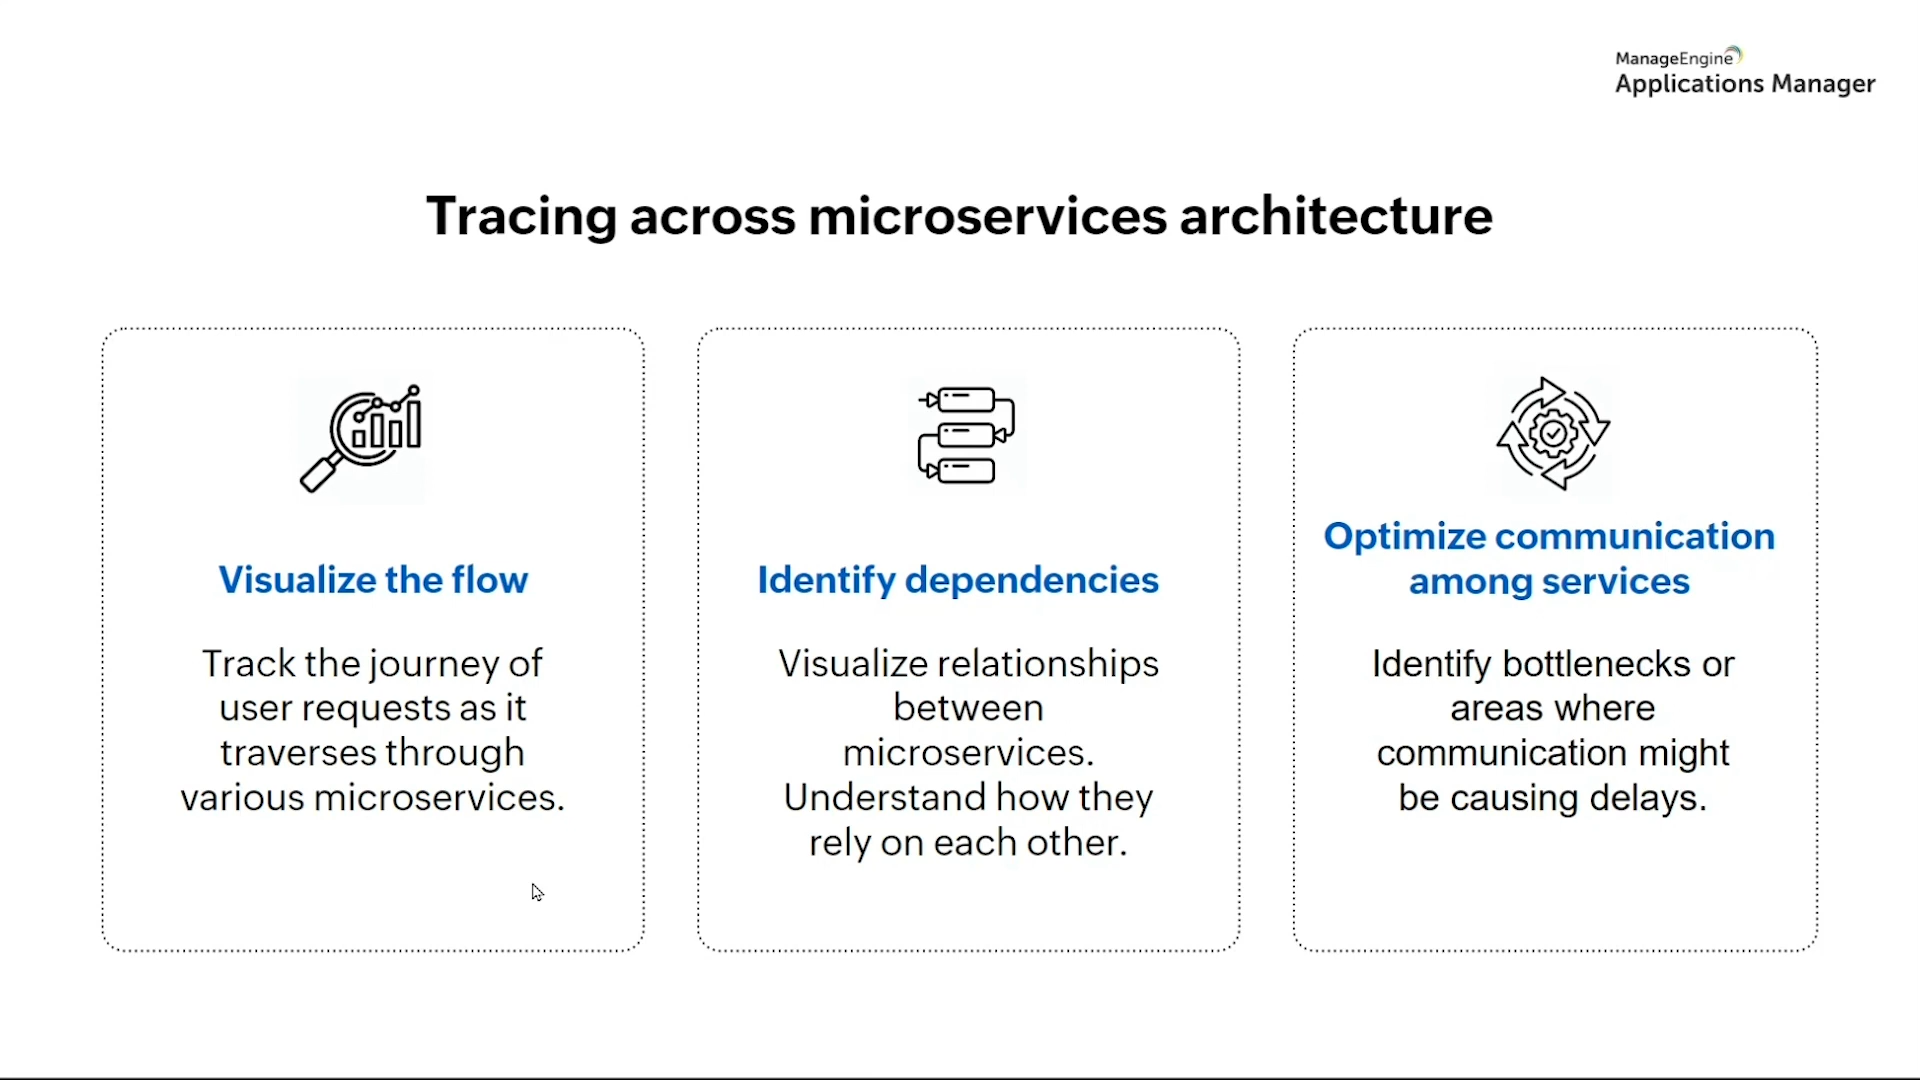 ManageEngine
Applications Manager
Tracing across microservices architecture
Visualize the flow
Track the journey of
user requests as it
traverses through
various microservices.
Identify dependencies
Visualize relationships
between
microservices.
Understand how they
rely on each other.
Optimize communication
among services
Identify bottlenecks or
areas where
communication might
be causing delays.